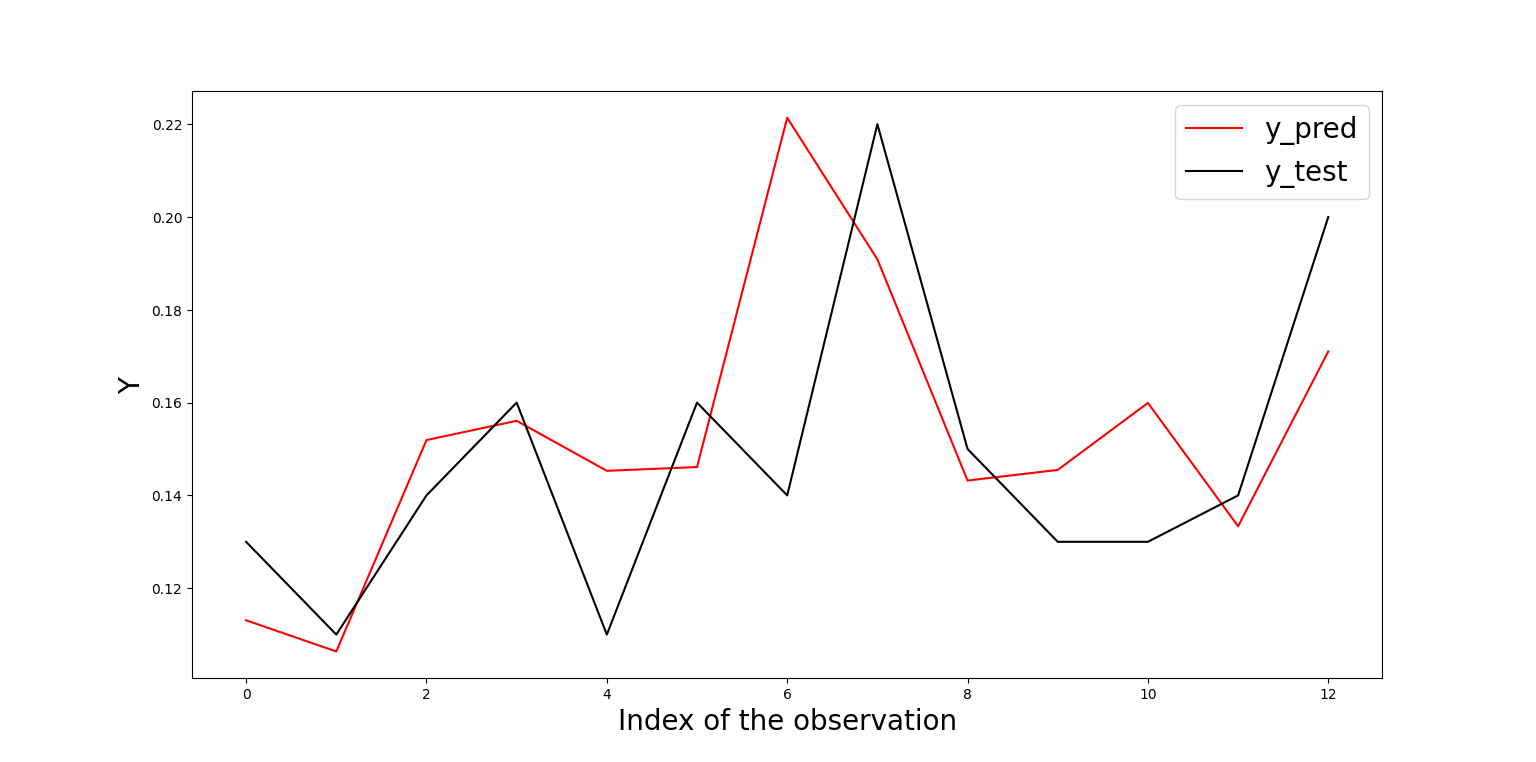 y_pred
y_test
0.22
0.20
0.18
0.16
0.14
0.12
Y
0 2 4 6 8 10 12
Index of the observation